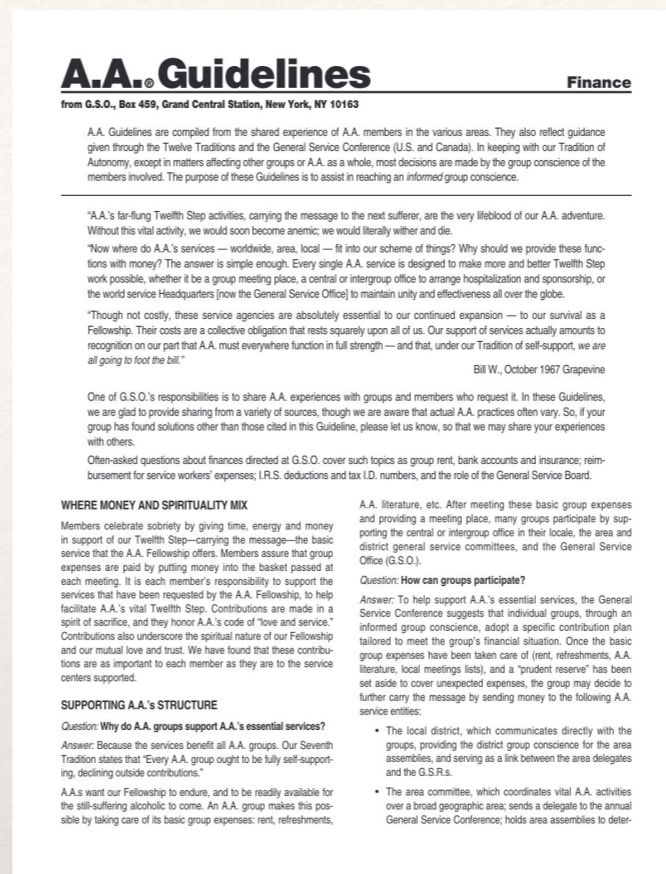 A.A.® Guidelines
Finance
from G.S.O., Box 459, Grand Central Station, New York, NY 10163
A.A. Guidelines are compiled from the shared experience of A.A. members in the various areas. They also reflect guidance
given through the Twelve Traditions and the General Service Conference (U.S. and Canada). In keeping with our Tradition of
Autonomy, except in matters affecting other groups or A.A. as a whole, most decisions are made by the group conscience of the
members involved. The purpose of these Guidelines is to assist in reaching an informed group conscience.
“A.A.’s far-flung Twelfth Step activities, carrying the message to the next sufferer, are the very lifeblood of our A.A. adventure.
Without this vital activity, we would soon become anemic; we would literally wither and die.
“Now where do A.A.’s services — worldwide, area, local — fit into our scheme of things? Why should we provide these func-
tions with money? The answer is simple enough. Every single A.A. service is designed to make more and better Twelfth Step
work possible, whether it be a group meeting place, a central or intergroup office to arrange hospitalization and sponsorship, or
the world service Headquarters [now the General Service Office] to maintain unity and effectiveness all over the globe.
“Though not costly, these service agencies are absolutely essential to our continued expansion — to our survival as a
Fellowship. Their costs are a collective obligation that rests squarely upon all of us. Our support of services actually amounts to
recognition on our part that A.A. must everywhere function in full strength — and that, under our Tradition of self-support, we are
all going to foot the bill.”
Bill W., October 1967 Grapevine
One of G.S.O.’s responsibilities is to share A.A. experiences with groups and members who request it. In these Guidelines,
we are glad to provide sharing from a variety of sources, though we are aware that actual A.A. practices often vary. So, if your
group has found solutions other than those cited in this Guideline, please let us know, so that we may share your experiences
with others.
Often-asked questions about finances directed at G.S.O. cover such topics as group rent, bank accounts and insurance; reim-
bursement for service workers’ expenses; I.R.S. deductions and tax I.D. numbers, and the role of the General Service Board.
WHERE MONEY AND SPIRITUALITY MIX
Members celebrate sobriety by giving time, energy and money
in support of our Twelfth Step—carrying the message—the basic
service that the A.A. Fellowship offers. Members assure that group
expenses are paid by putting money into the basket passed at
each meeting. It is each member’s responsibility to support the
services that have been requested by the A.A. Fellowship, to help
facilitate A.A.’s vital Twelfth Step. Contributions are made in a
spirit of sacrifice, and they honor A.A.’s code of “love and service.”
Contributions also underscore the spiritual nature of our Fellowship
and our mutual love and trust. We have found that these contribu-
tions are as important to each member as they are to the service
centers supported.
SUPPORTING A.A.’s STRUCTURE
Question: Why do A.A. groups support A.A.’s essential services?
Answer: Because the services benefit all A.A. groups. Our Seventh
Tradition states that “Every A.A. group ought to be fully self-support-
ing, declining outside contributions.”
A.A.s want our Fellowship to endure, and to be readily available for
the still-suffering alcoholic to come. An A.A. group makes this pos-
sible by taking care of its basic group expenses: rent, refreshments,
A.A. literature, etc. After meeting these basic group expenses
and providing a meeting place, many groups participate by sup-
porting the central or intergroup office in their locale, the area and
district general service committees, and the General Service
Office (G.S.O.).
Question: How can groups participate?
Answer: To help support A.A.’s essential services, the General
Service Conference suggests that individual groups, through an
informed group conscience, adopt a specific contribution plan
tailored to meet the group’s financial situation. Once the basic
group expenses have been taken care of (rent, refreshments, A.A.
literature, local meetings lists), and a “prudent reserve” has been
set aside to cover unexpected expenses, the group may decide to
further carry the message by sending money to the following A.A.
service entities:
• The local district, which communicates directly with the
groups, providing the district group conscience for the area
assemblies, and serving as a link between the area delegates
and the G.S.R.s.
• The area committee, which coordinates vital A.A. activities
over a broad geographic area; sends a delegate to the annual
General Service Conference; holds area assemblies to deter-